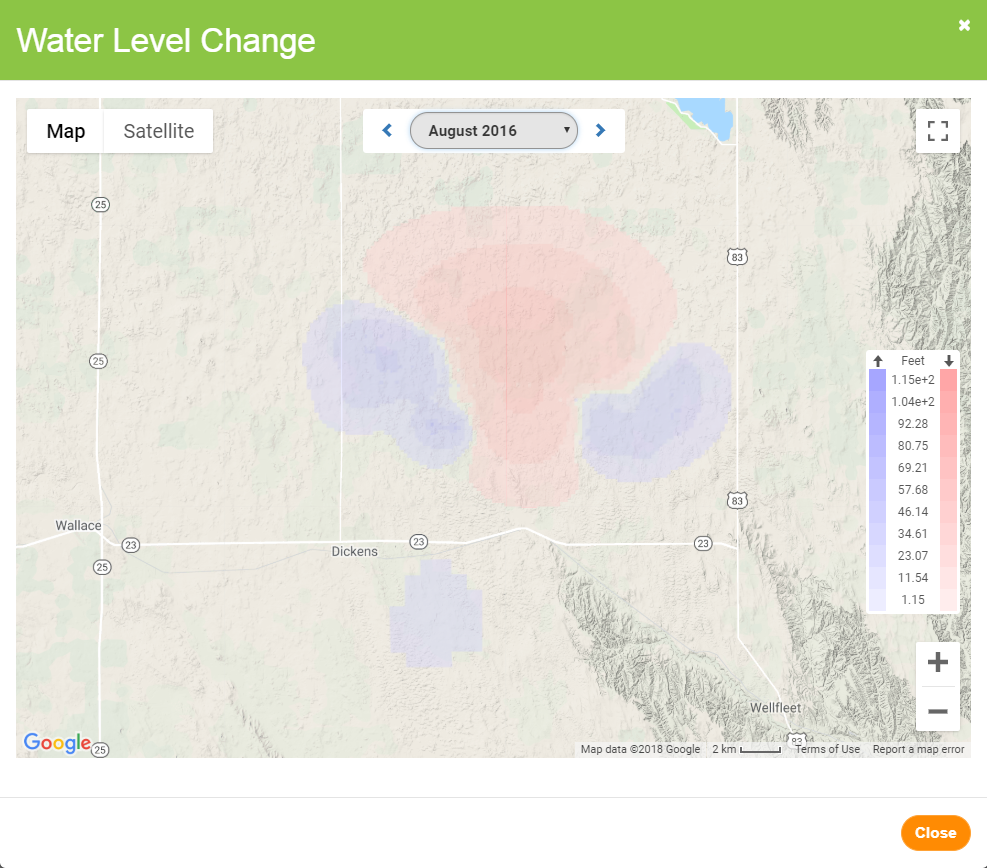 Water Level Change
Map Satellite
August 2016
25
83
25
Feet
1.15e+2
1.04e+2
92.28
80.75
69.21
57.68
46.14
34.61
23.07
11.54
1.15
83
Wallace
23
Dickens
23
23
25
Wellfleet
83
Google
25
Map data ©2018 Google 2 km Terms of Use Report a map error
Close